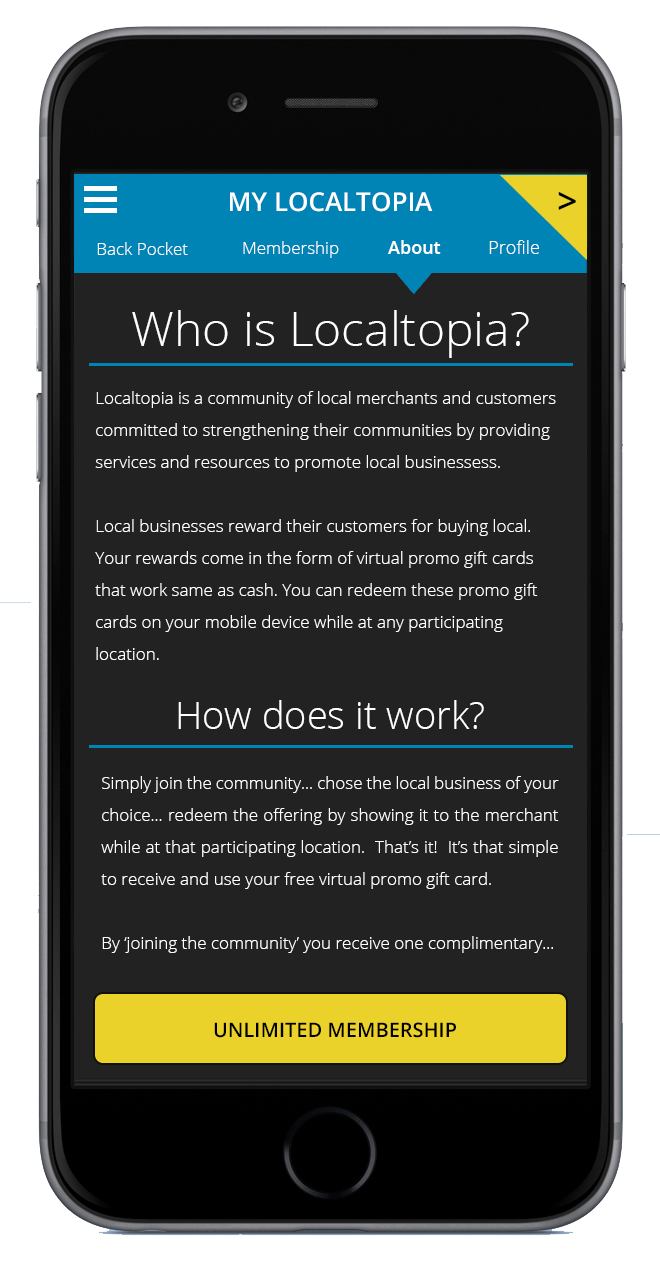 MY LOCALTOPIA
>
Back Pocket
Membership
About
Profile
Who is Localtopia?
Localtopia is a community of local merchants and customers
committed to strengthening their communities by providing
services and resources to promote local businessess.
Local businesses reward their customers for buying local.
Your rewards come in the form of virtual promo gift cards
that work same as cash. You can redeem these promo gift
cards on your mobile device while at any participating
location.
How does it work?
Simply join the community... chose the local business of your
choice... redeem the offering by showing it to the merchant
while at that participating location.  That’s it!  It’s that simple
to receive and use your free virtual promo gift card.
By ‘joining the community’ you receive one complimentary...
UNLIMITED MEMBERSHIP